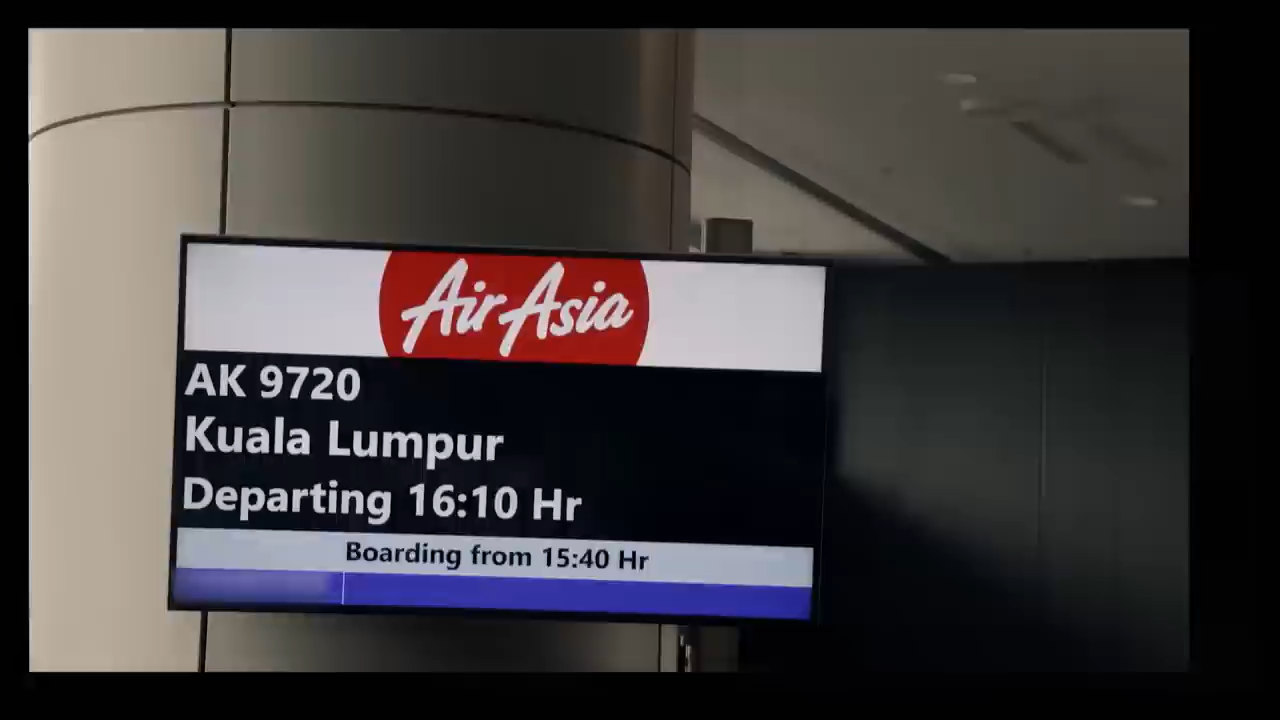 AirAsia
AK 9720
Kuala Lumpur
Departing 16:10 Hr
Boarding from 15:40 Hr